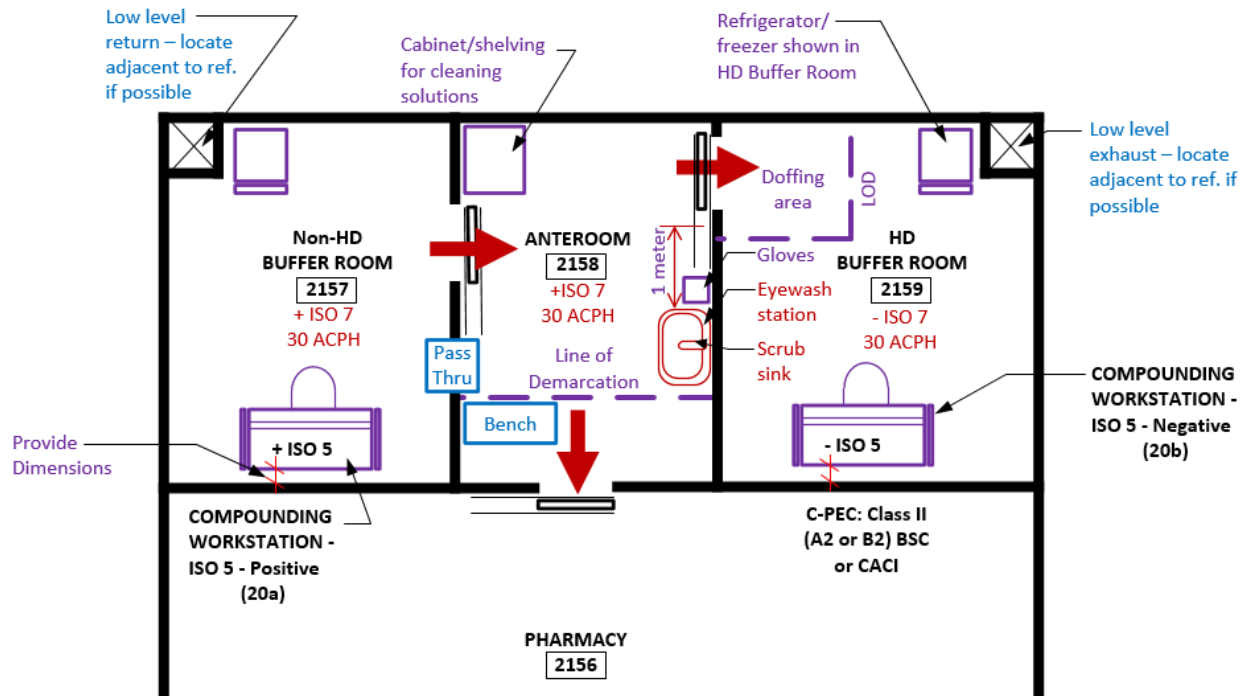 Low level
return – locate
adjacent to ref.
if possible
Cabinet/shelving
for cleaning
solutions
Refrigerator/
freezer shown in
HD Buffer Room
Low level
exhaust – locate
adjacent to ref. if
possible
Doffing
area
LOD
Non-HD
BUFFER ROOM
2157
+ ISO 7
30 ACPH
ANTEROOM
2158
+ISO 7
30 ACPH
1 meter
Gloves
Eyewash
station
Scrub
sink
HD
BUFFER ROOM
2159
- ISO 7
30 ACPH
Pass
Thru
Line of
Demarcation
Bench
Provide
Dimensions
+ ISO 5
- ISO 5
COMPOUNDING
WORKSTATION -
ISO 5 - Negative
(20b)
COMPOUNDING
WORKSTATION -
ISO 5 - Positive
(20a)
C-PEC: Class II
(A2 or B2) BSC
or CACI
PHARMACY
2156